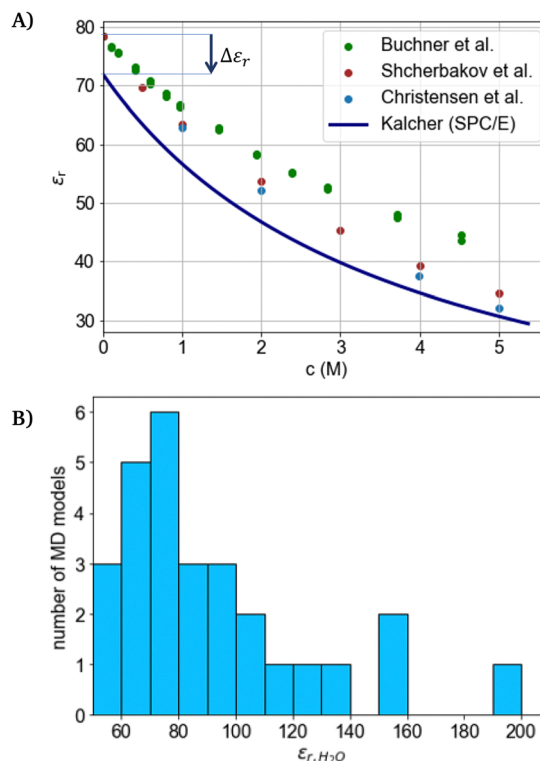 A)
80
70
60
50
40
30
εr
Δεr
Buchner et al.
Shcherbakov et al.
Christensen et al.
Kalcher (SPC/E)
0 1 2 3 4 5
c (M)
B)
6
5
4
3
2
1
0
number of MD models
60 80 100 120 140 160 180 200
εr,H2O